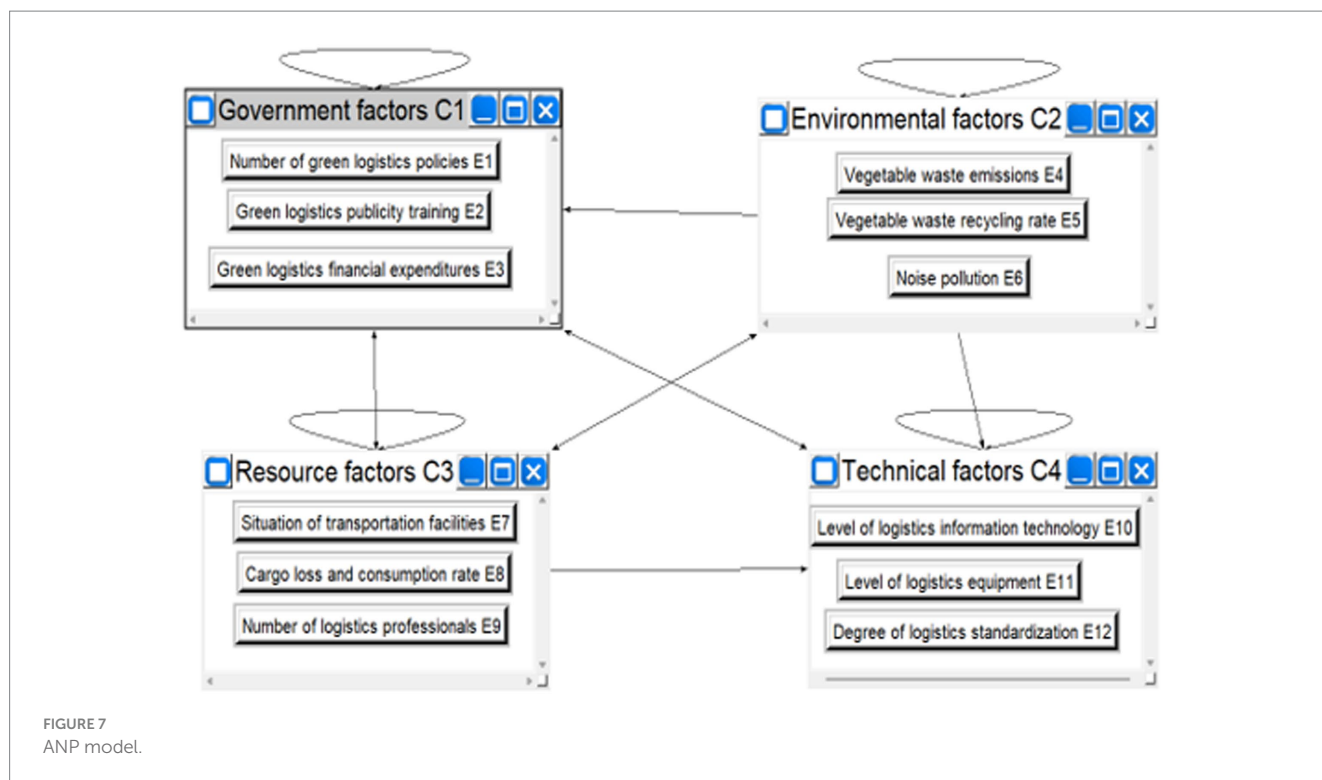 Government factors C1
Number of green logistics policies E1
Green logistics publicity training E2
Green logistics financial expenditures E3
Environmental factors C2
Vegetable waste emissions E4
Vegetable waste recycling rate E5
Noise pollution E6
Resource factors C3
Situation of transportation facilities E7
Cargo loss and consumption rate E8
Number of logistics professionals E9
Technical factors C4
Level of logistics information technology E10
Level of logistics equipment E11
Degree of logistics standardization E12
FIGURE 7
ANP model.